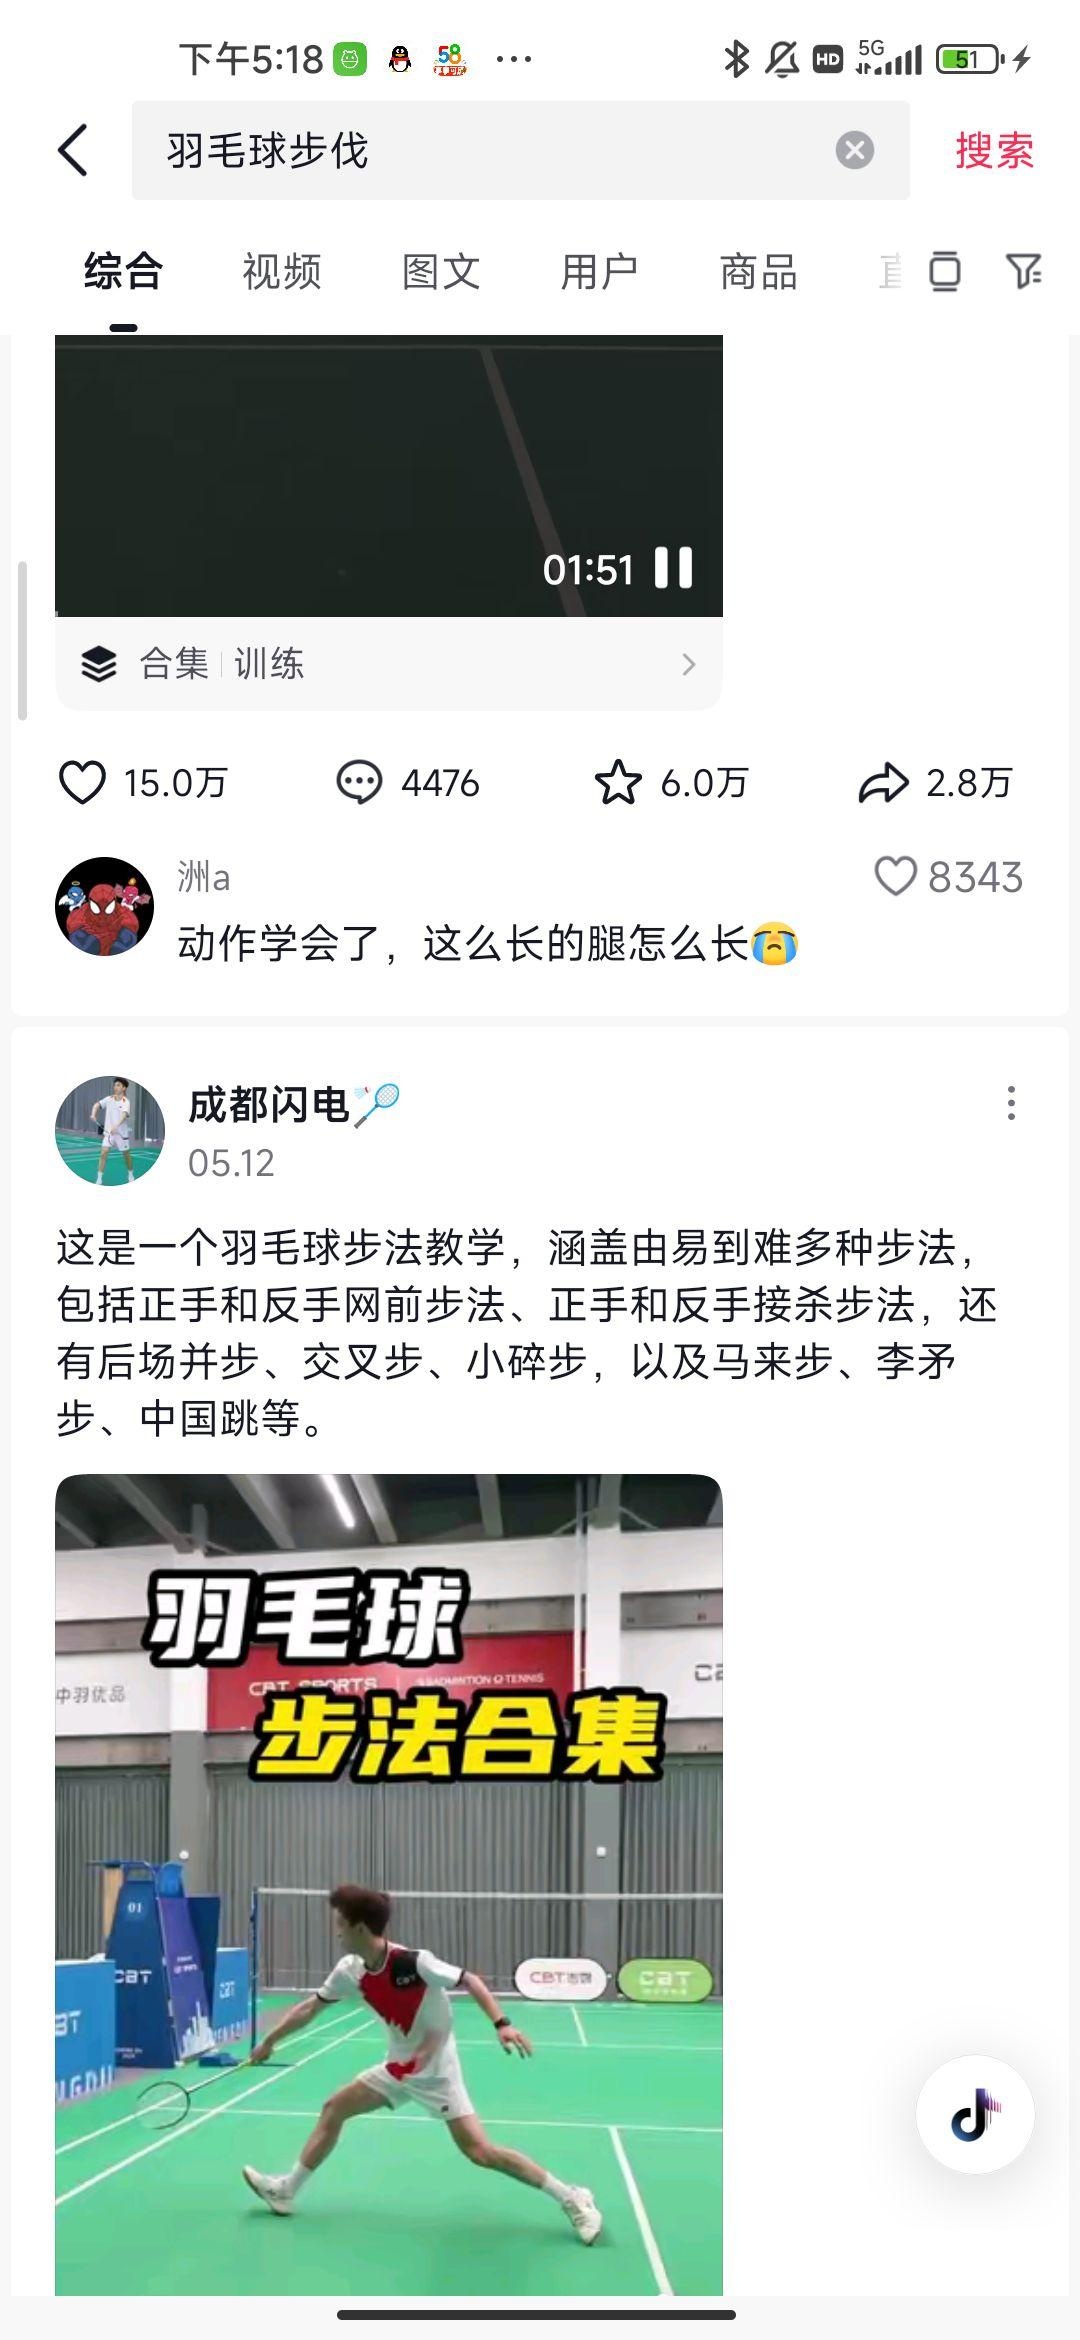 下午5:18
58
HD
5G
51
羽毛球步伐
搜索
综合
视频
图文
用户
商品
01:51
合集
训练
15.0万
4476
6.0万
2.8万
洲a
8343
动作学会了，这么长的腿怎么长😭
成都闪电🏸
05.12
这是一个羽毛球步法教学，涵盖由易到难多种步法，
包括正手和反手网前步法、正手和反手接杀步法，还
有后场并步、交叉步、小碎步，以及马来步、李矛
步、中国跳等。
羽毛球
中羽优品
CBT SPORTS
BADMINTON
TENNIS
步法合集
01
CBT
CBT
CBT
CBT